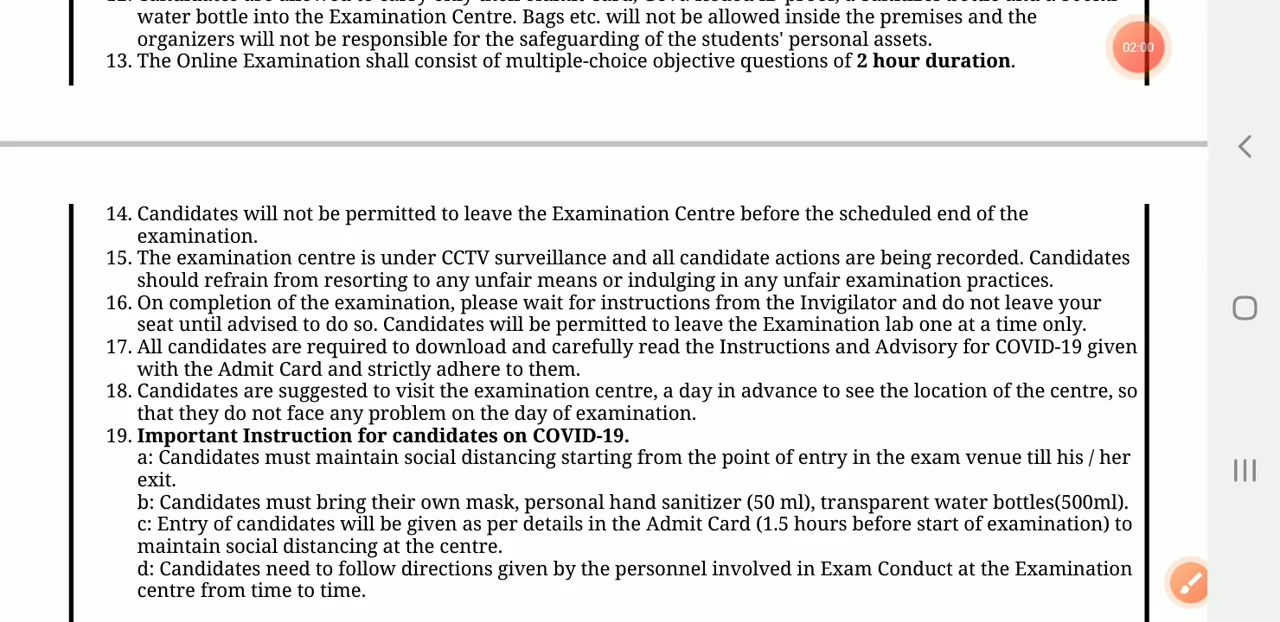 water bottle into the Examination Centre. Bags etc. will not be allowed inside the premises and the
organizers will not be responsible for the safeguarding of the students' personal assets.
13. The Online Examination shall consist of multiple-choice objective questions of 2 hour duration.
02:00
14. Candidates will not be permitted to leave the Examination Centre before the scheduled end of the
examination.
15. The examination centre is under CCTV surveillance and all candidate actions are being recorded. Candidates
should refrain from resorting to any unfair means or indulging in any unfair examination practices.
16. On completion of the examination, please wait for instructions from the Invigilator and do not leave your
seat until advised to do so. Candidates will be permitted to leave the Examination lab one at a time only.
17. All candidates are required to download and carefully read the Instructions and Advisory for COVID-19 given
with the Admit Card and strictly adhere to them.
18. Candidates are suggested to visit the examination centre, a day in advance to see the location of the centre, so
that they do not face any problem on the day of examination.
19. Important Instruction for candidates on COVID-19.
a: Candidates must maintain social distancing starting from the point of entry in the exam venue till his / her
exit.
b: Candidates must bring their own mask, personal hand sanitizer (50 ml), transparent water bottles(500ml).
c: Entry of candidates will be given as per details in the Admit Card (1.5 hours before start of examination) to
maintain social distancing at the centre.
d: Candidates need to follow directions given by the personnel involved in Exam Conduct at the Examination
centre from time to time.